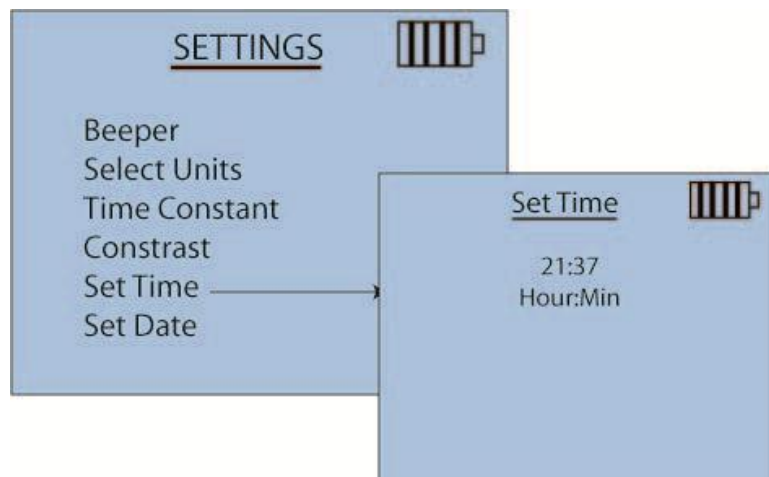 SETTINGS
Beeper
Select Units
Time Constant
Constrast
Set Time
Set Date
Set Time
21:37
Hour:Min